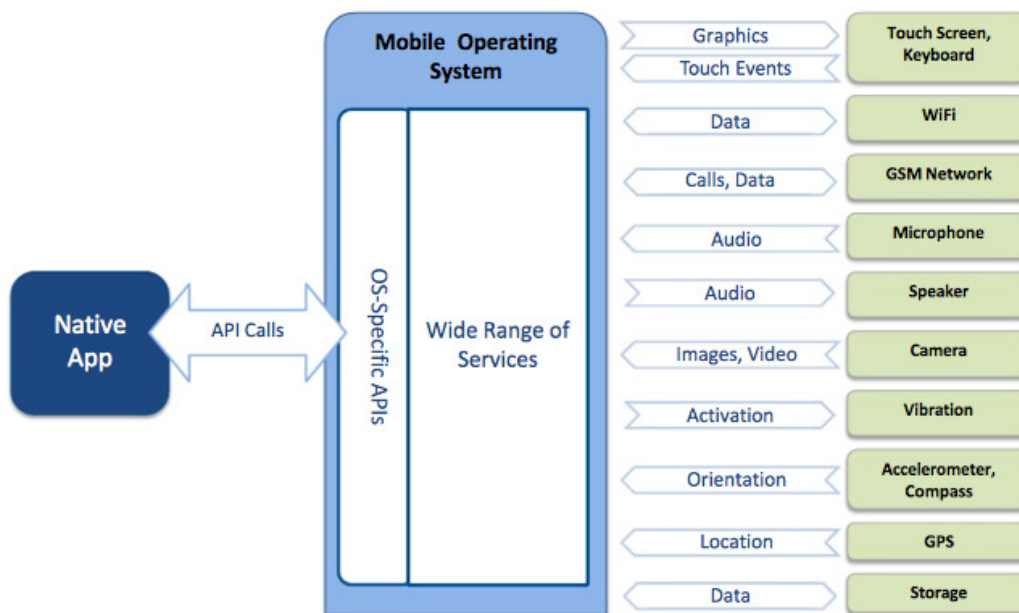 Mobile Operating
System
Native
App
API Calls
OS-Specific APIs
Wide Range of
Services
Graphics
Touch Events
Touch Screen,
Keyboard
Data
WiFi
Calls, Data
GSM Network
Audio
Microphone
Audio
Speaker
Images, Video
Camera
Activation
Vibration
Orientation
Accelerometer,
Compass
Location
GPS
Data
Storage